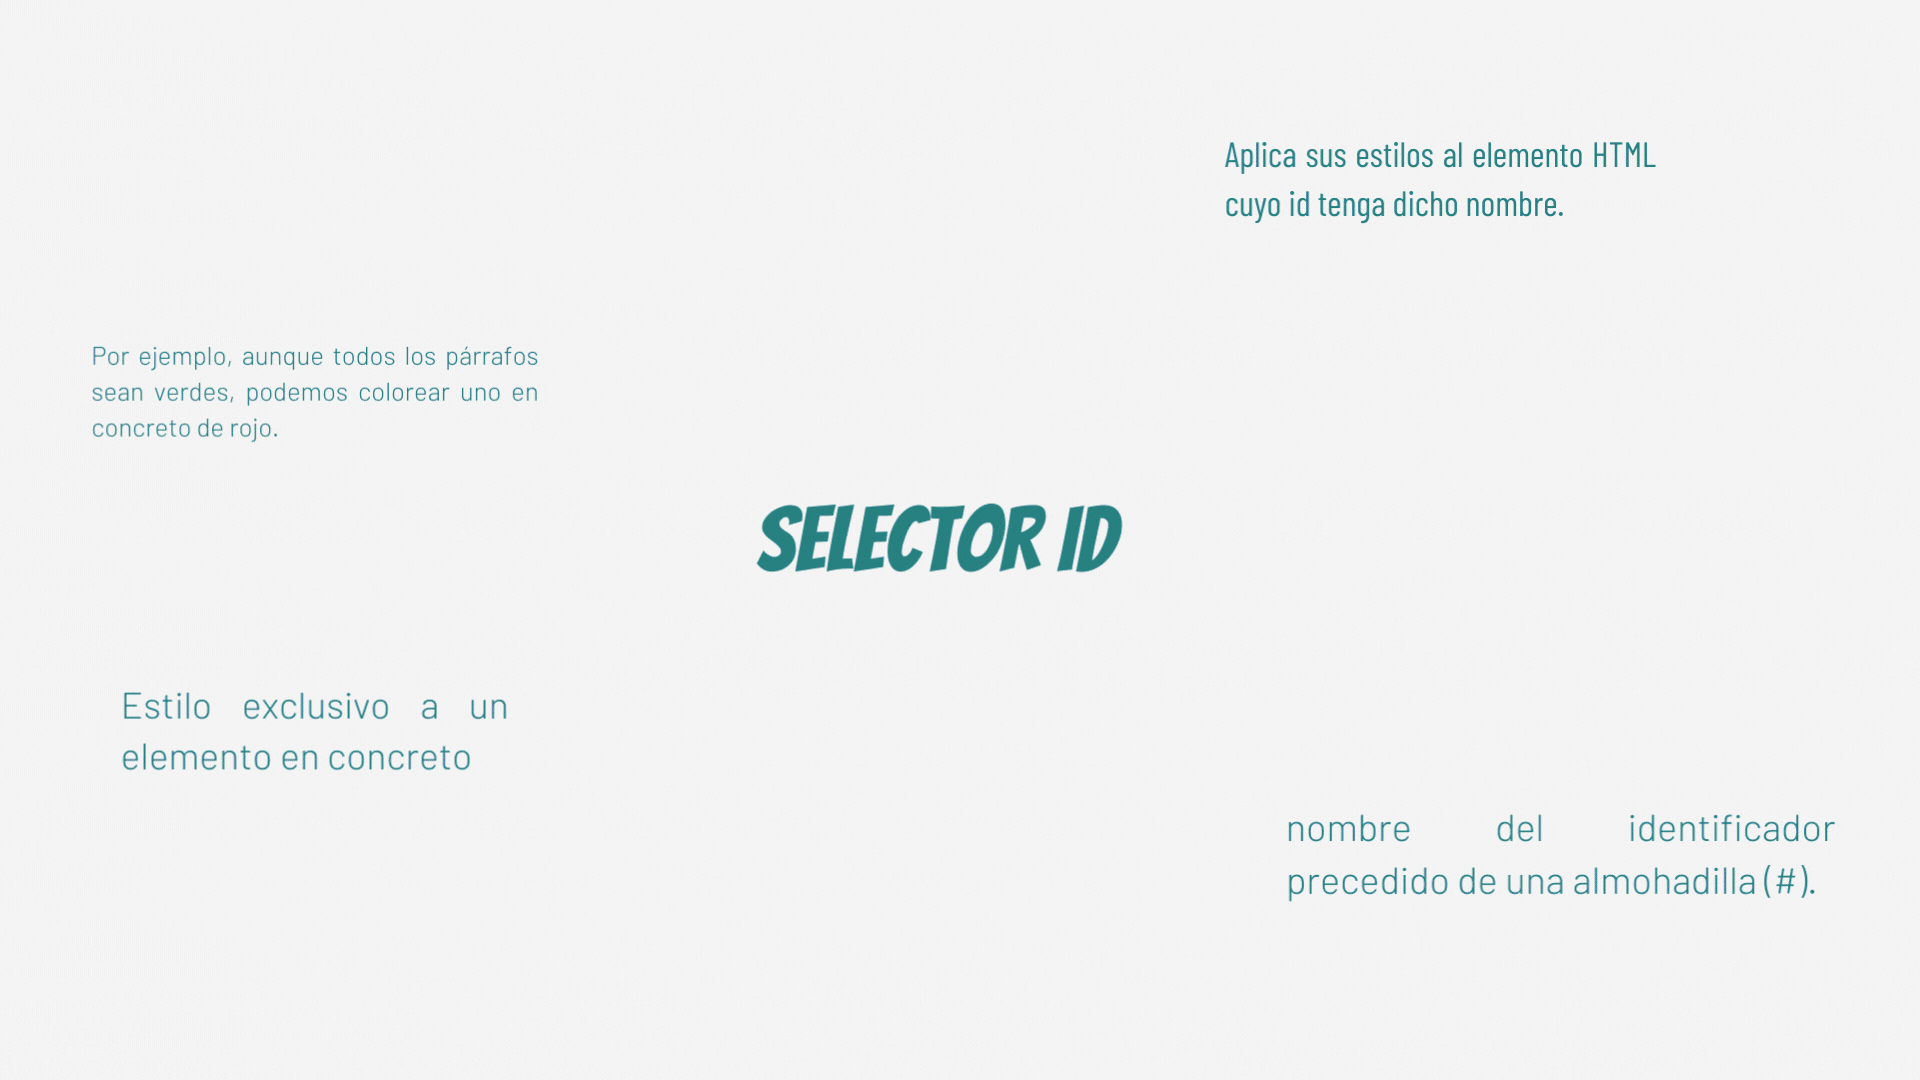 Aplica sus estilos al elemento HTML
cuyo id tenga dicho nombre.
Por ejemplo, aunque todos los párrafos
sean verdes, podemos colorear uno en
concreto de rojo.
SELECTOR ID
Estilo exclusivo a un
elemento en concreto
nombre del identificador
precedido de una almohadilla (#).